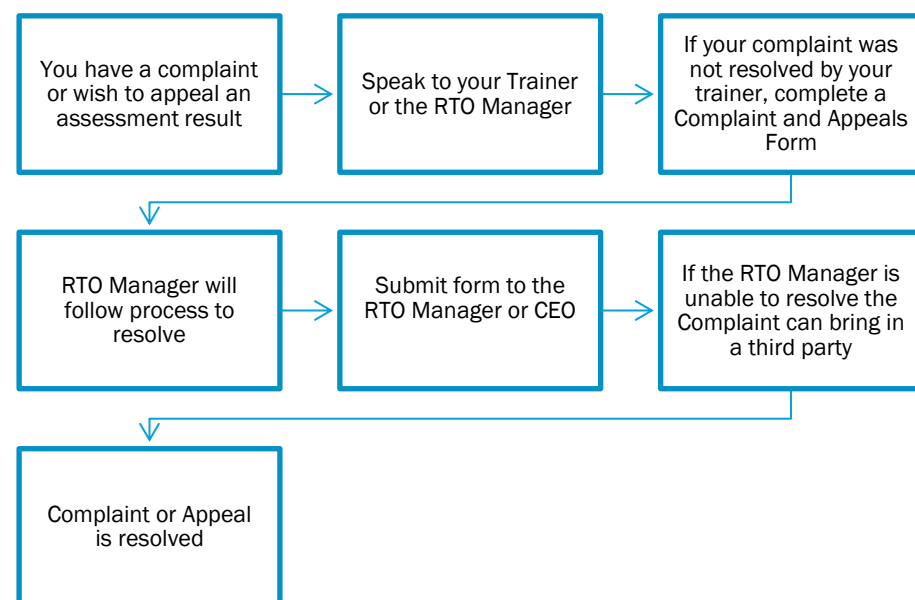 You have a complaint
or wish to appeal an
assessment result
Speak to your Trainer
or the RTO Manager
If your complaint was
not resolved by your
trainer, complete a
Complaint and Appeals
Form
RTO Manager will
follow process to
resolve
Submit form to the
RTO Manager or CEO
If the RTO Manager is
unable to resolve the
Complaint can bring in
a third party
Complaint or Appeal
is resolved